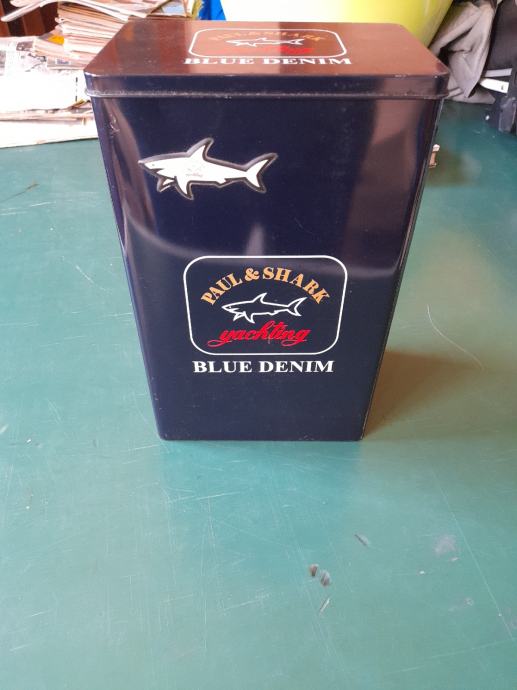 PAUL & SHARK
BLUE DENIM
PAUL & SHARK
yachting
BLUE DENIM